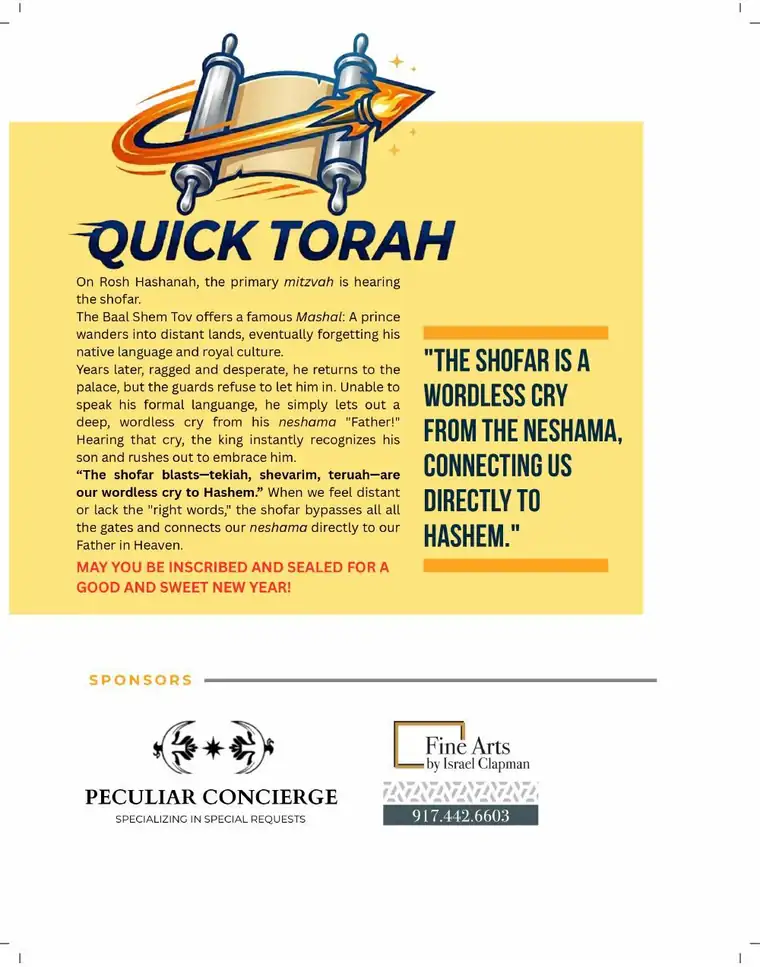 QUICK TORAH
On Rosh Hashanah, the primary mitzvah is hearing
the shofar.
The Baal Shem Tov offers a famous Mashal: A prince
wanders into distant lands, eventually forgetting his
native language and royal culture.
Years later, ragged and desperate, he returns to the
palace, but the guards refuse to let him in. Unable to
speak his formal languange, he simply lets out a
deep, wordless cry from his neshama "Father!"
Hearing that cry, the king instantly recognizes his
son and rushes out to embrace him.
“The shofar blasts—tekiah, shevarim, teruah—are
our wordless cry to Hashem.” When we feel distant
or lack the "right words," the shofar bypasses all all
the gates and connects our neshama directly to our
Father in Heaven.
MAY YOU BE INSCRIBED AND SEALED FOR A
GOOD AND SWEET NEW YEAR!
"THE SHOFAR IS A
WORDLESS CRY
FROM THE NESHAMA,
CONNECTING US
DIRECTLY TO
HASHEM."
SPONSORS
PECULIAR CONCIERGE
SPECIALIZING IN SPECIAL REQUESTS
Fine Arts
by Israel Clapman
917.442.6603